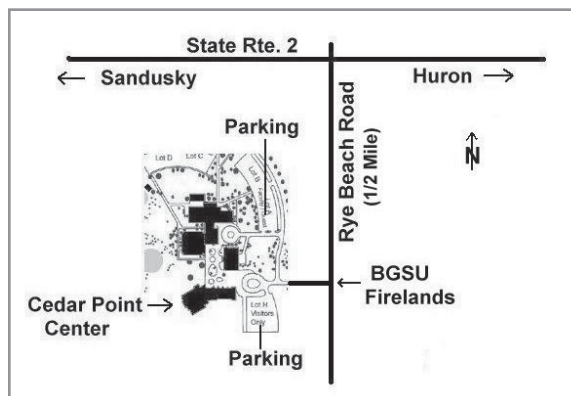 State Rte. 2
Sandusky
Huron
Parking
Rye Beach Road
(1/2 Mile)
N
Lot D
Lot C
Lot B
BGSU
Firelands
Cedar Point
Center
Lot H
Visitors
Only
Parking